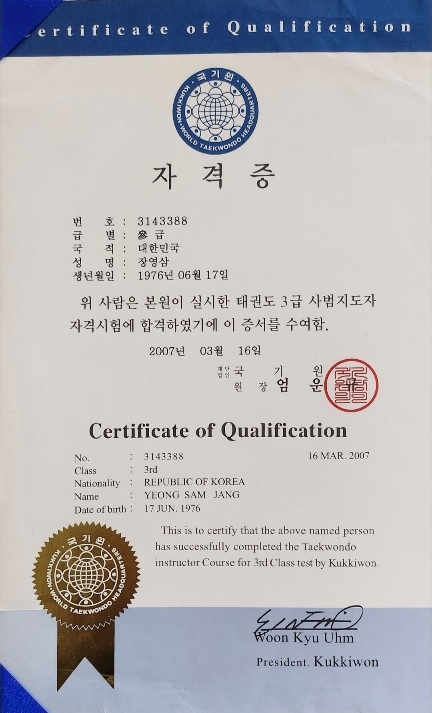 ertificate of Qualification
국기원
KUKKIWON·WORLD TAEKWONDO HEADQUARTERS
자 격 증
번 호 : 3143388
급 별 : 參 급
국 적 : 대한민국
성 명 : 장영삼
생년월일 : 1976년 06월 17일
위 사람은 본원이 실시한 태권도 3급 사범지도자
자격시험에 합격하였기에 이 증서를 수여함.
2007년 03월 16일
재단법인 국 기 원
원 장 엄 운 규
Certificate of Qualification
No. : 3143388 16 MAR. 2007
Class : 3rd
Nationality : REPUBLIC OF KOREA
Name : YEONG SAM JANG
Date of birth : 17 JUN. 1976
This is to certify that the above named person
has successfully completed the Taekwondo
instructor Course for 3rd Class test by Kukkiwon.
국기원
KUKKIWON·WORLD TAEKWONDO HEADQUARTERS
Woon Kyu Uhm
President. Kukkiwon